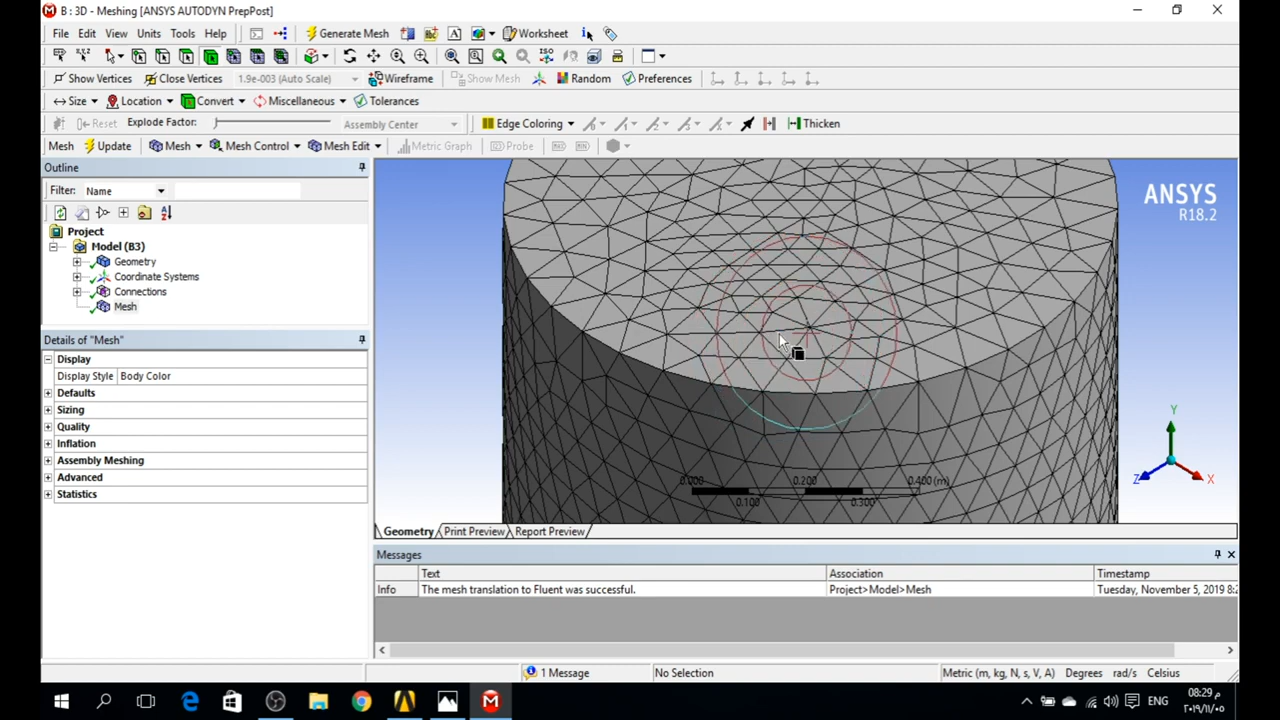 B : 3D - Meshing [ANSYS AUTODYN PrepPost]
File Edit View Units Tools Help Generate Mesh Worksheet
Show Vertices Close Vertices 1.9e-003 (Auto Scale) Wireframe Show Mesh Random Preferences
Size Location Convert Miscellaneous Tolerances
Reset Explode Factor: Assembly Center Edge Coloring Thicken
Mesh Update Mesh Mesh Control Mesh Edit Metric Graph Probe
Outline
Filter: Name
Project
Model (B3)
Geometry
Coordinate Systems
Connections
Mesh
Details of "Mesh"
Display
Display Style Body Color
Defaults
Sizing
Quality
Inflation
Assembly Meshing
Advanced
Statistics
ANSYS
R18.2
Y
Z
X
0.000 0.200 0.400 (m)
0.100 0.300
Geometry Print Preview Report Preview
Messages
Text Association Timestamp
Info The mesh translation to Fluent was successful. Project>Model>Mesh Tuesday, November 5, 2019 8:2
1 Message No Selection Metric (m, kg, N, s, V, A) Degrees rad/s Celsius
ENG
08:29 م
٢٠١٩/١١/٠٥